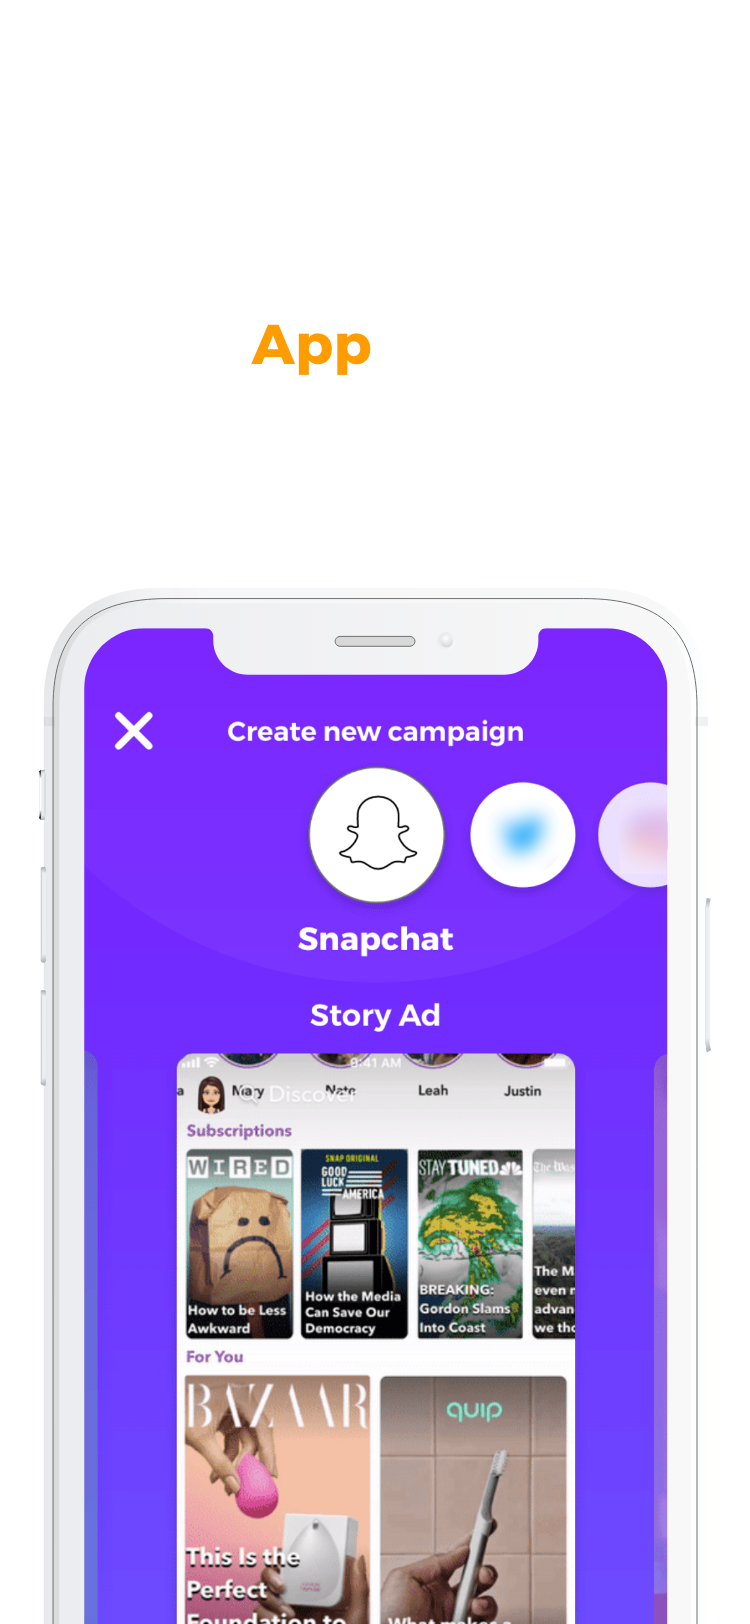 App
Create new campaign
Snapchat
Story Ad
9:41 AM
Mary
Nate
Leah
Justin
Discover
Subscriptions
WIRED
How to be Less
Awkward
SNAP ORIGINAL
GOOD
LUCK
AMERICA
How the Media
Can Save Our
Democracy
STAY TUNED
BREAKING:
Gordon Slams
Into Coast
The M
even
advan
we tho
For You
BAZAAR
This Is the
Perfect
Foundation to
quip
What makes a